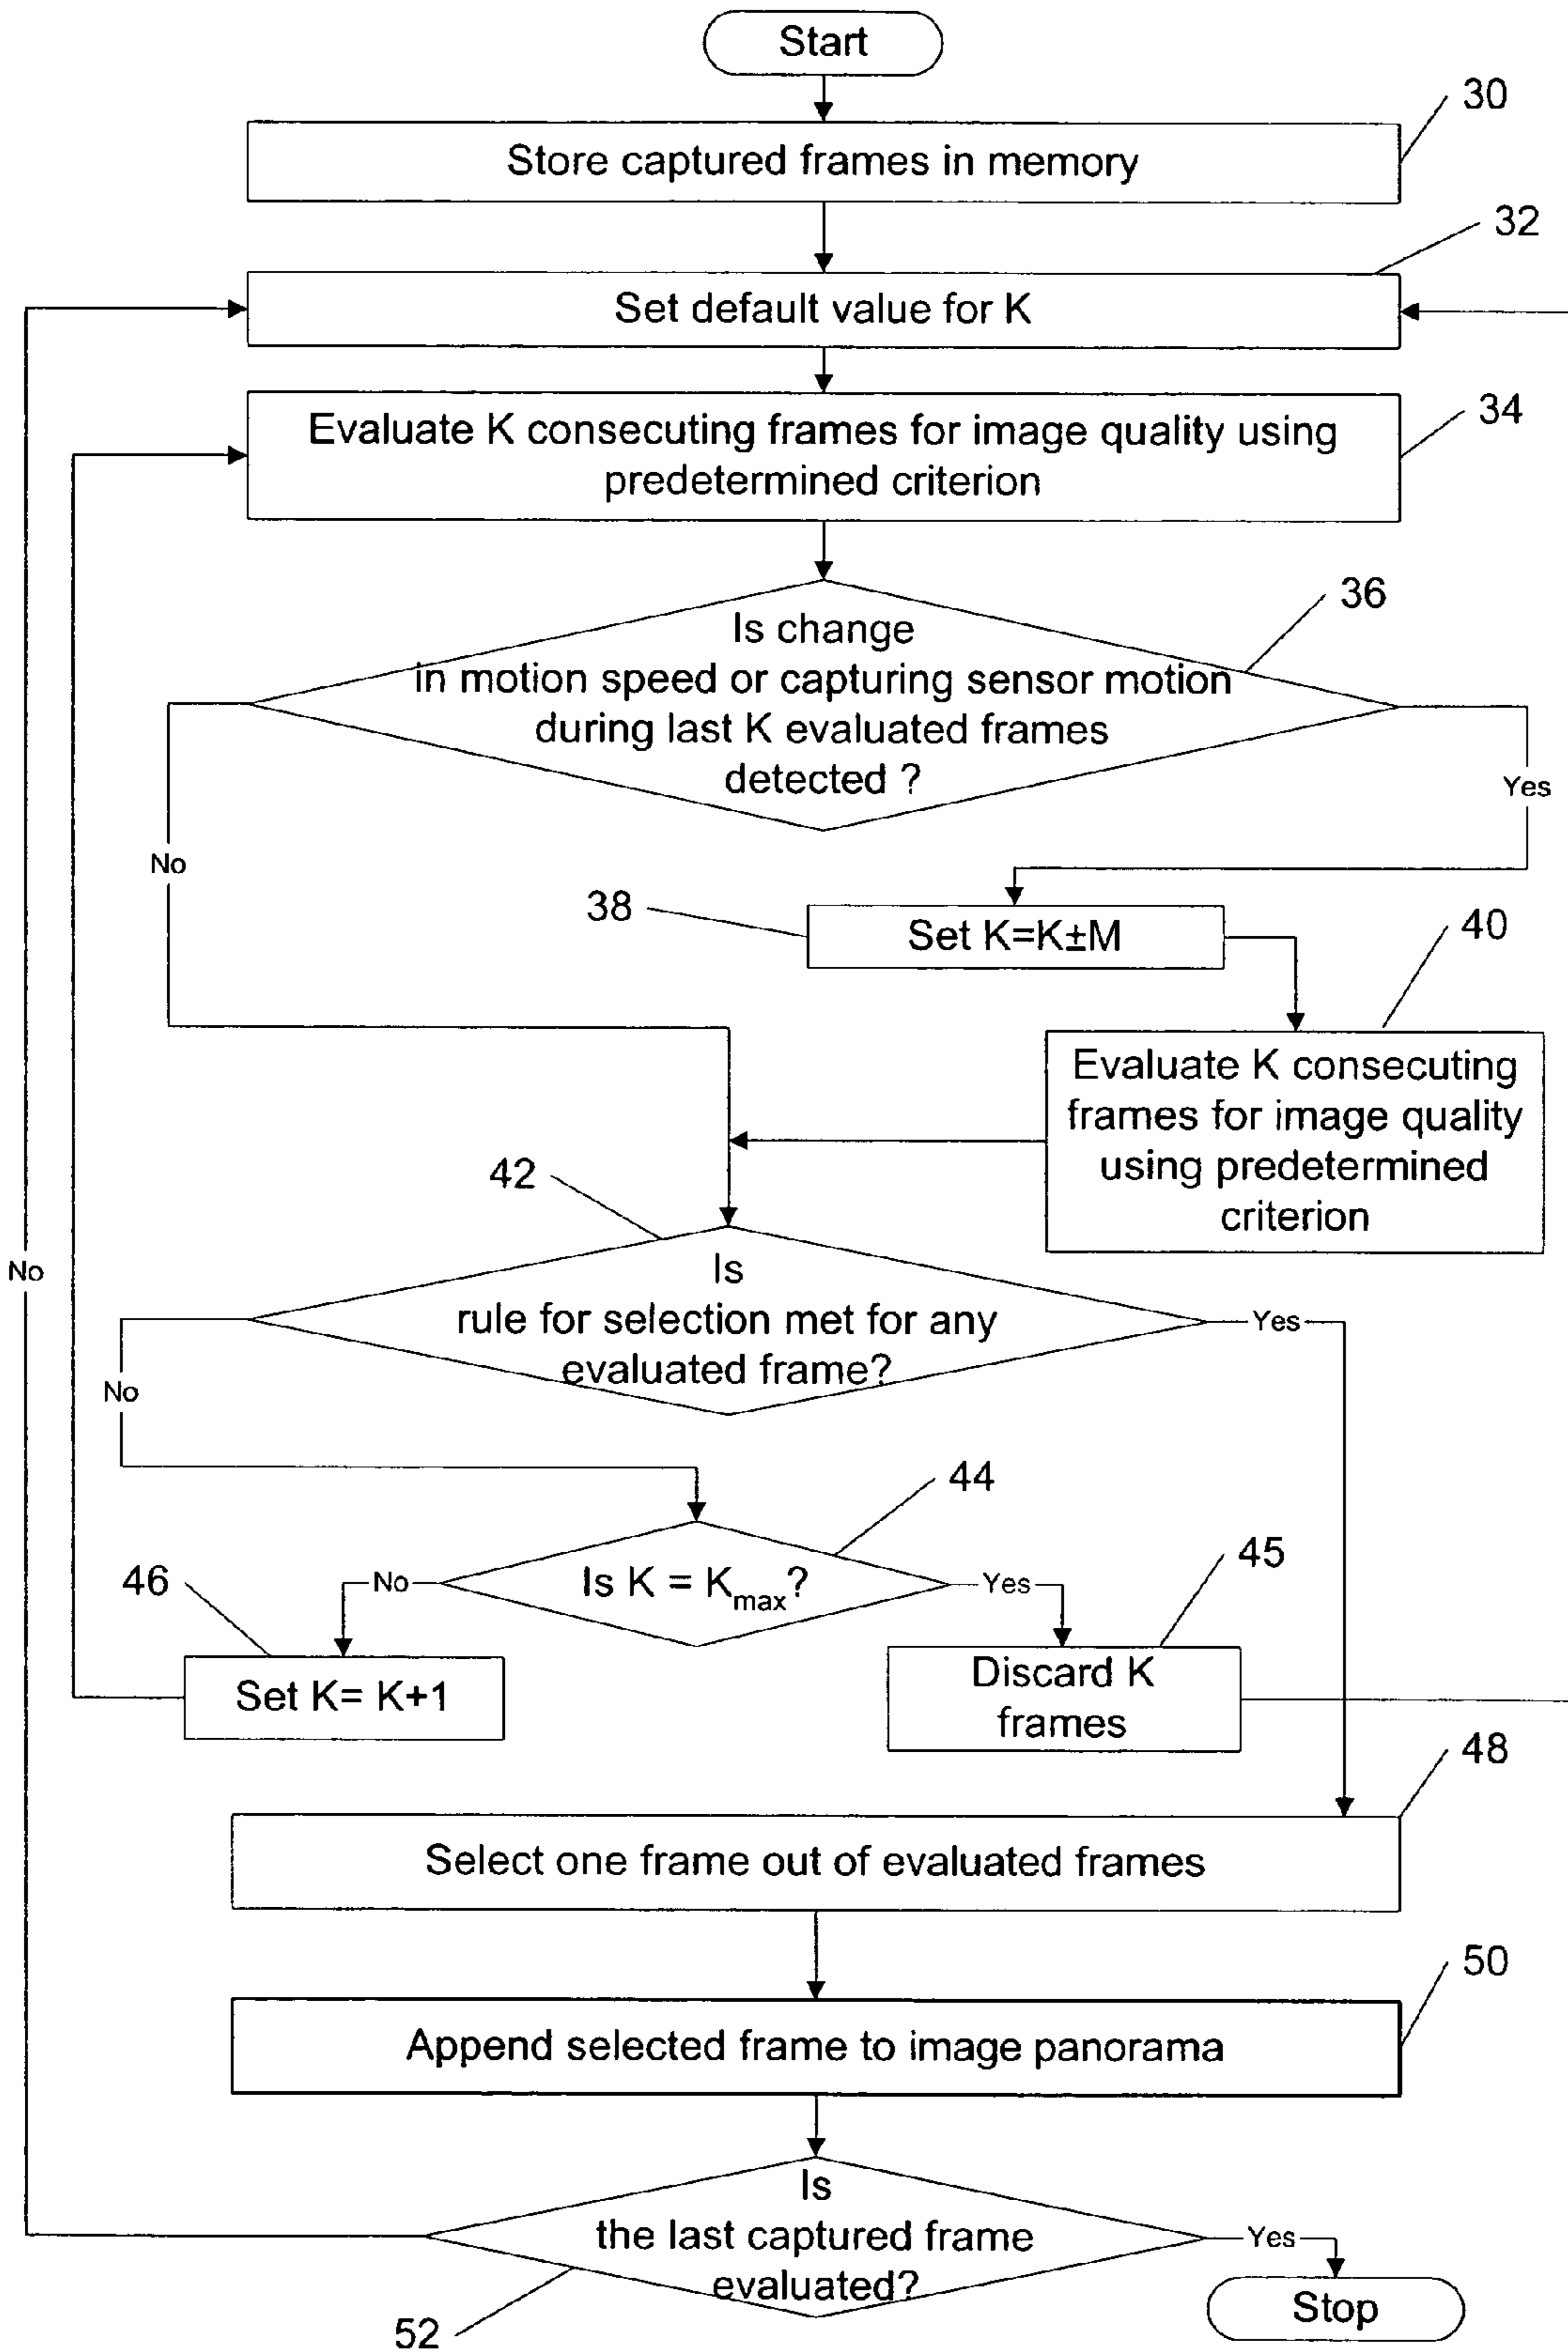 Start
30
Store captured frames in memory
32
Set default value for K
34
Evaluate K consecuting frames for image quality using
predetermined criterion
36
Is change
in motion speed or capturing sensor motion
during last K evaluated frames
detected ?
Yes
No
38
Set K=K±M
40
Evaluate K consecuting
frames for image quality
using predetermined
criterion
42
Is
rule for selection met for any
evaluated frame?
Yes
No
No
44
Is K = Kmax?
No
Yes
45
46
Discard K
frames
Set K= K+1
48
Select one frame out of evaluated frames
50
Append selected frame to image panorama
Is
the last captured frame
evaluated?
Yes
52
Stop